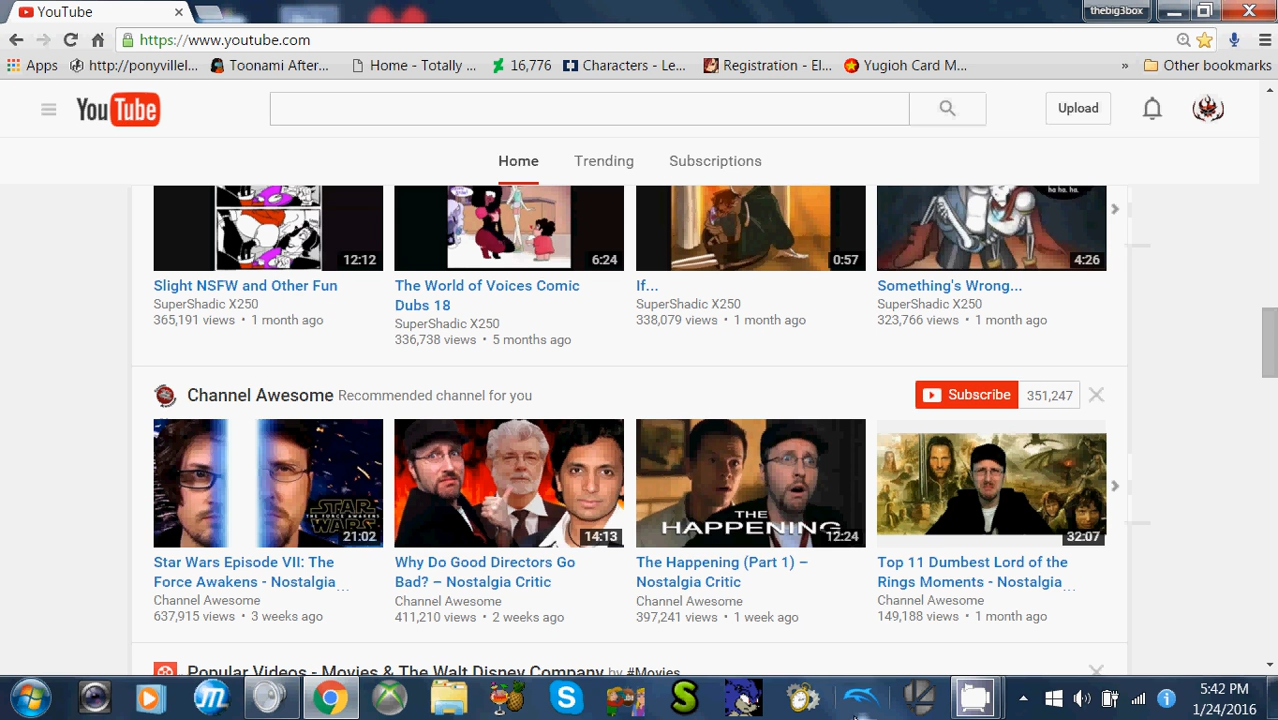 YouTube
thebig3box
https://www.youtube.com
Apps
http://ponyvillel...
Toonami After...
Home - Totally ...
16,776
Characters - Le...
Registration - El...
Yugioh Card M...
»
Other bookmarks
YouTube
Upload
Home
Trending
Subscriptions
ha. ha. ha.
12:12
6:24
0:57
4:26
Slight NSFW and Other Fun
SuperShadic X250
365,191 views • 1 month ago
The World of Voices Comic
Dubs 18
SuperShadic X250
336,738 views • 5 months ago
If...
SuperShadic X250
338,079 views • 1 month ago
Something's Wrong...
SuperShadic X250
323,766 views • 1 month ago
Channel Awesome Recommended channel for you
Subscribe 351,247
STAR WARS
THE FORCE AWAKENS
21:02
14:13
THE
HAPPENING
12:24
32:07
Star Wars Episode VII: The
Force Awakens - Nostalgia ...
Channel Awesome
637,915 views • 3 weeks ago
Why Do Good Directors Go
Bad? – Nostalgia Critic
Channel Awesome
411,210 views • 2 weeks ago
The Happening (Part 1) –
Nostalgia Critic
Channel Awesome
397,241 views • 1 week ago
Top 11 Dumbest Lord of the
Rings Moments - Nostalgia ...
Channel Awesome
149,188 views • 1 month ago
Popular Videos - Movies & The Walt Disney Company by #Movies
5:42 PM
1/24/2016